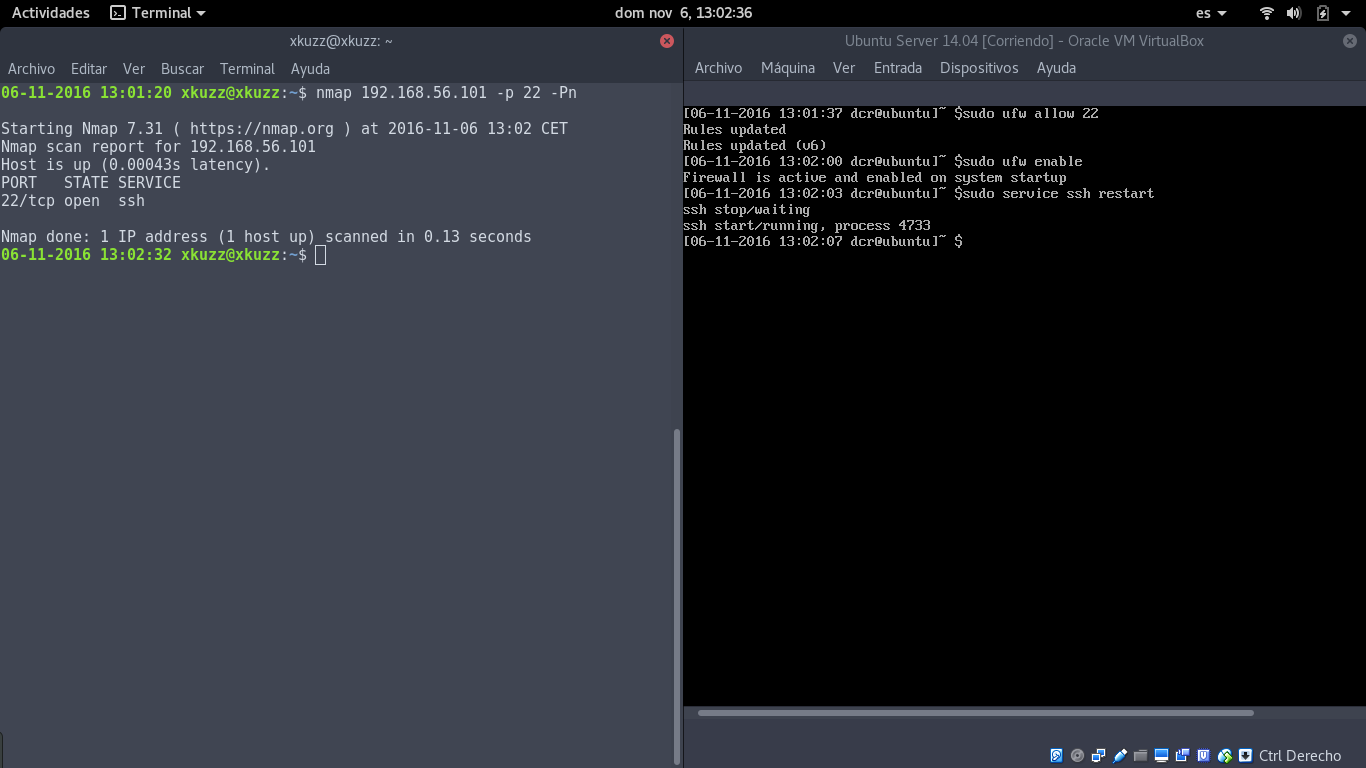 Actividades Terminal dom nov 6, 13:02:36 es
xkuzz@xkuzz: ~
Archivo Editar Ver Buscar Terminal Ayuda
06-11-2016 13:01:20 xkuzz@xkuzz:~$ nmap 192.168.56.101 -p 22 -Pn
Starting Nmap 7.31 ( https://nmap.org ) at 2016-11-06 13:02 CET
Nmap scan report for 192.168.56.101
Host is up (0.00043s latency).
PORT   STATE SERVICE
22/tcp open  ssh
Nmap done: 1 IP address (1 host up) scanned in 0.13 seconds
06-11-2016 13:02:32 xkuzz@xkuzz:~$
Ubuntu Server 14.04 [Corriendo] - Oracle VM VirtualBox
Archivo Máquina Ver Entrada Dispositivos Ayuda
[06-11-2016 13:01:37 dcr@ubuntu]~ $sudo ufw allow 22
Rules updated
Rules updated (v6)
[06-11-2016 13:02:00 dcr@ubuntu]~ $sudo ufw enable
Firewall is active and enabled on system startup
[06-11-2016 13:02:03 dcr@ubuntu]~ $sudo service ssh restart
ssh stop/waiting
ssh start/running, process 4733
[06-11-2016 13:02:07 dcr@ubuntu]~ $
Ctrl Derecho